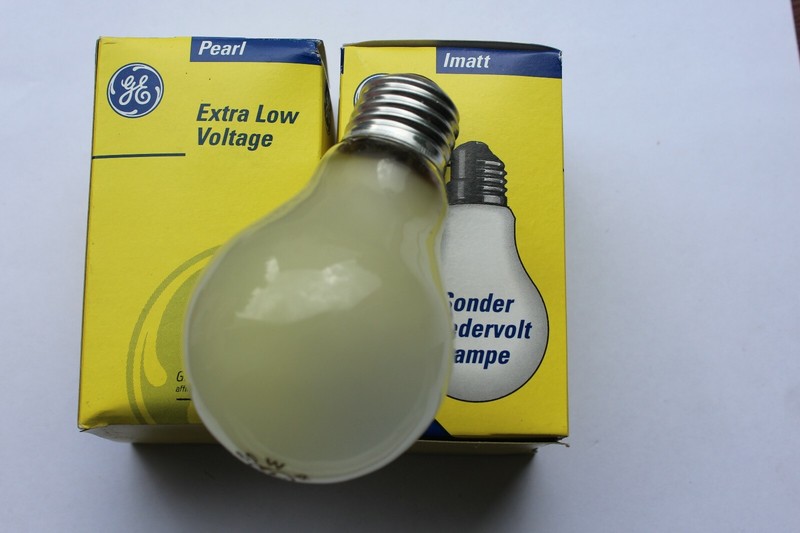 Pearl
GE
Extra Low
Voltage
Imatt
Sonder
edervolt
ampe
G
W